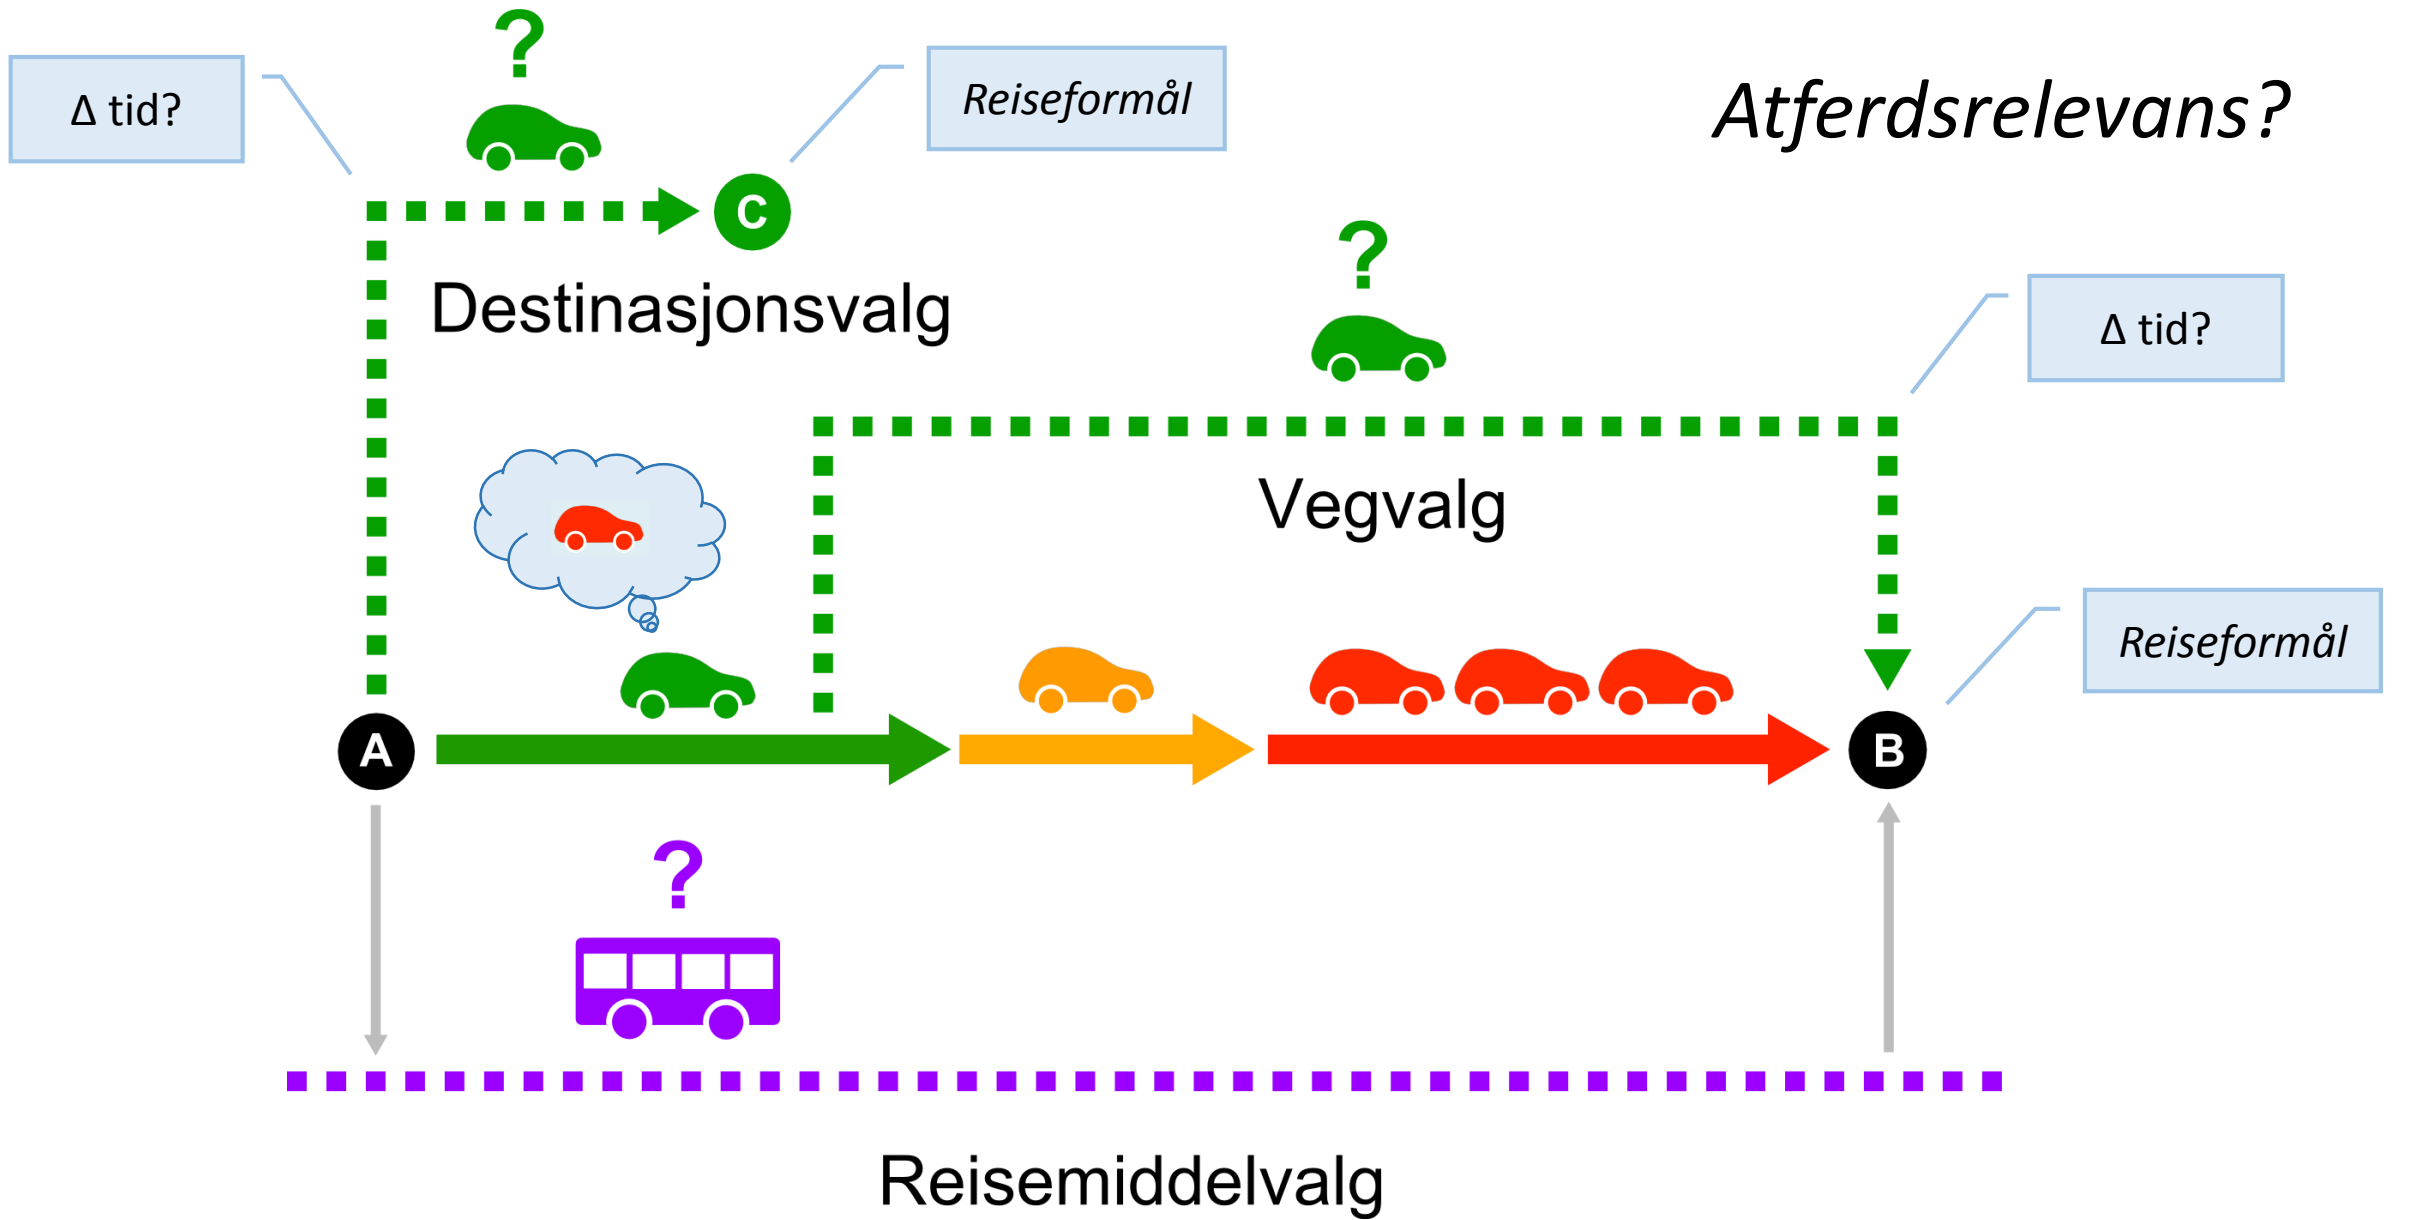 ?
Δ tid?
Reiseformål
Atferdsrelevans?
C
Destinasjonsvalg
?
Δ tid?
Vegvalg
Reiseformål
A
B
?
Reisemiddelvalg